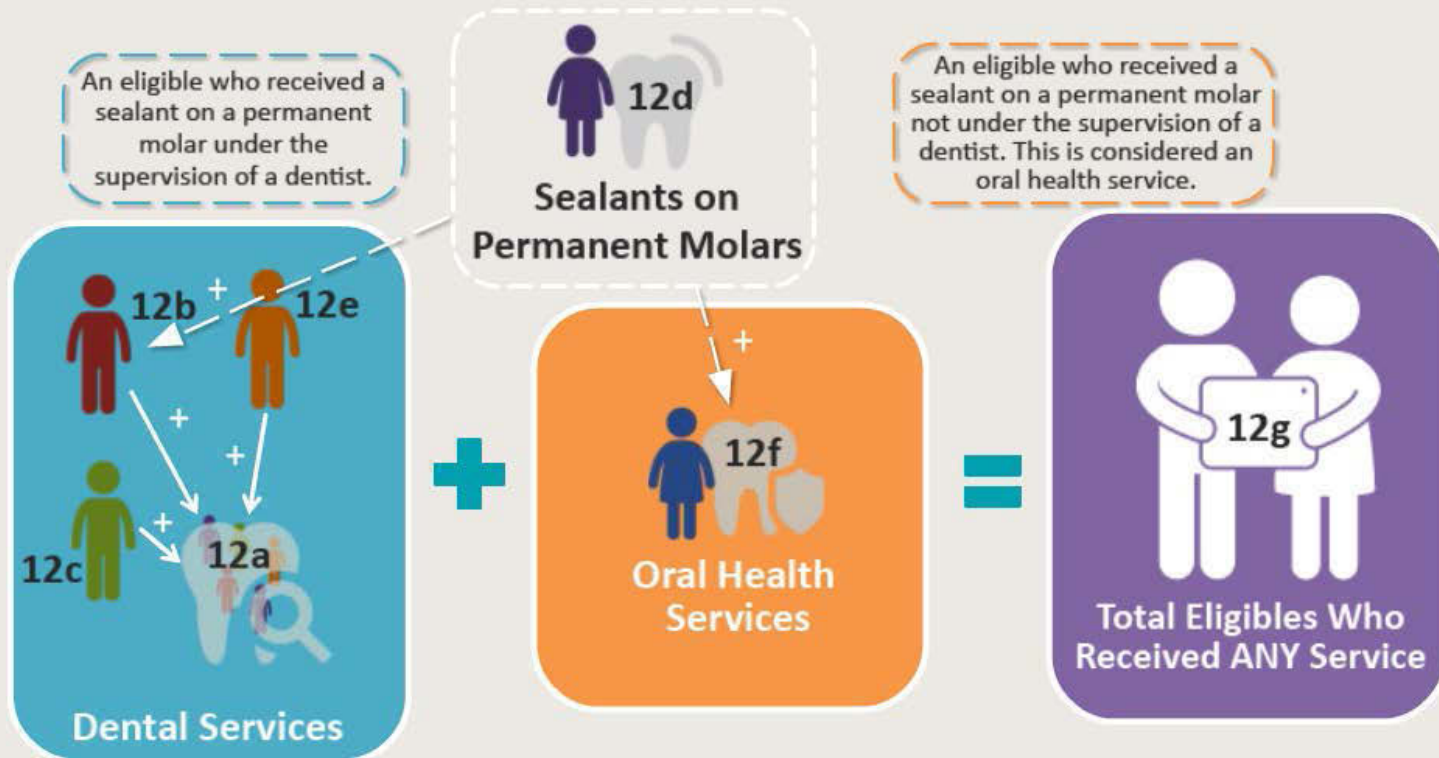 An eligible who received a
sealant on a permanent
molar under the
supervision of a dentist.
12d
Sealants on
Permanent Molars
An eligible who received a
sealant on a permanent molar
not under the supervision of a
dentist. This is considered an
oral health service.
12b
+
12e
+
+
12c
+
12a
Dental Services
+
+
12f
Oral Health
Services
=
12g
Total Eligibles Who
Received ANY Service